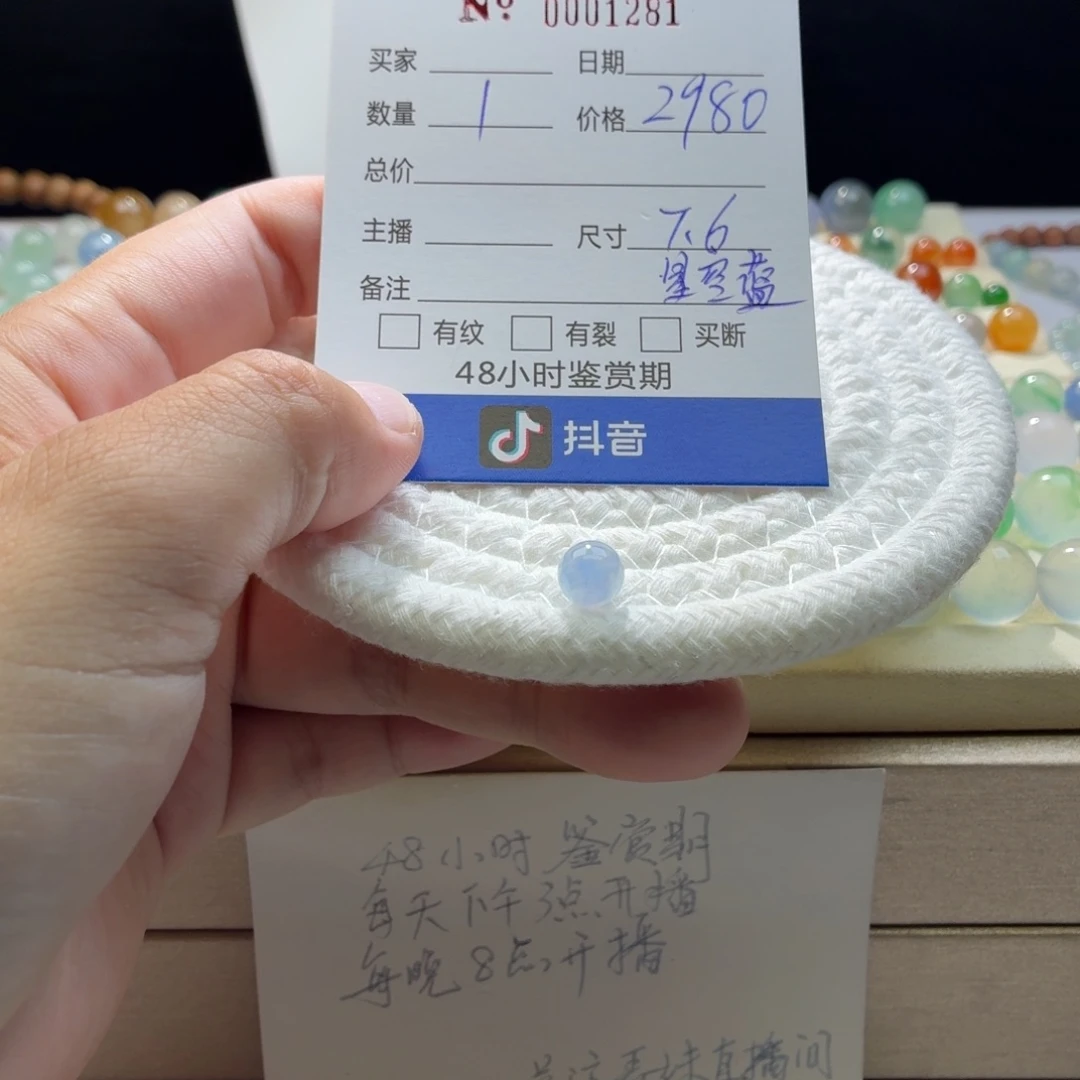 Nº 0001281
买家 日期
数量 1 价格 2980
总价
主播 尺寸 7.6
备注 星空蓝
有纹 有裂 买断
48小时鉴赏期
抖音
48小时鉴赏期
每天下午3点开播
每晚8点开播
直播间